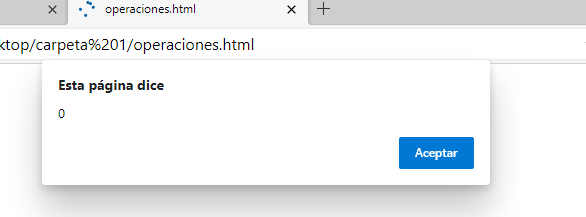 operaciones.html
ktop/carpeta%201/operaciones.html
Esta página dice
0
Aceptar